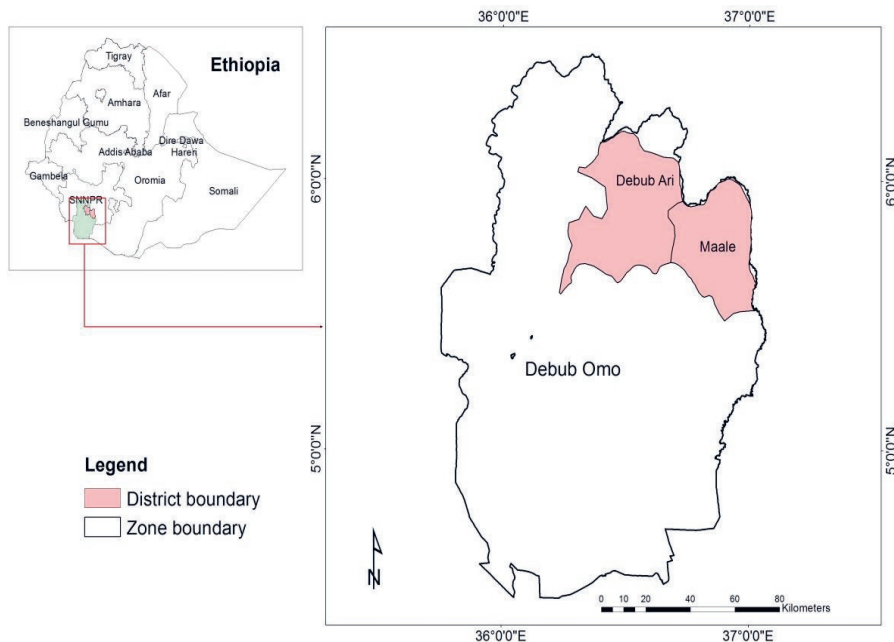 Ethiopia
Tigray
Afar
Amhara
Beneshangul Gumu
Dire Dawa
Addis Ababa
Hareri
Gambela
Oromia
Somali
SNNPR
36°0'0"E
37°0'0"E
6°0'0"N
6°0'0"N
Debub Ari
Maale
Debub Omo
5°0'0"N
5°0'0"N
Legend
District boundary
Zone boundary
N
0 5 10 20 40 60 80
Kilometers
36°0'0"E
37°0'0"E